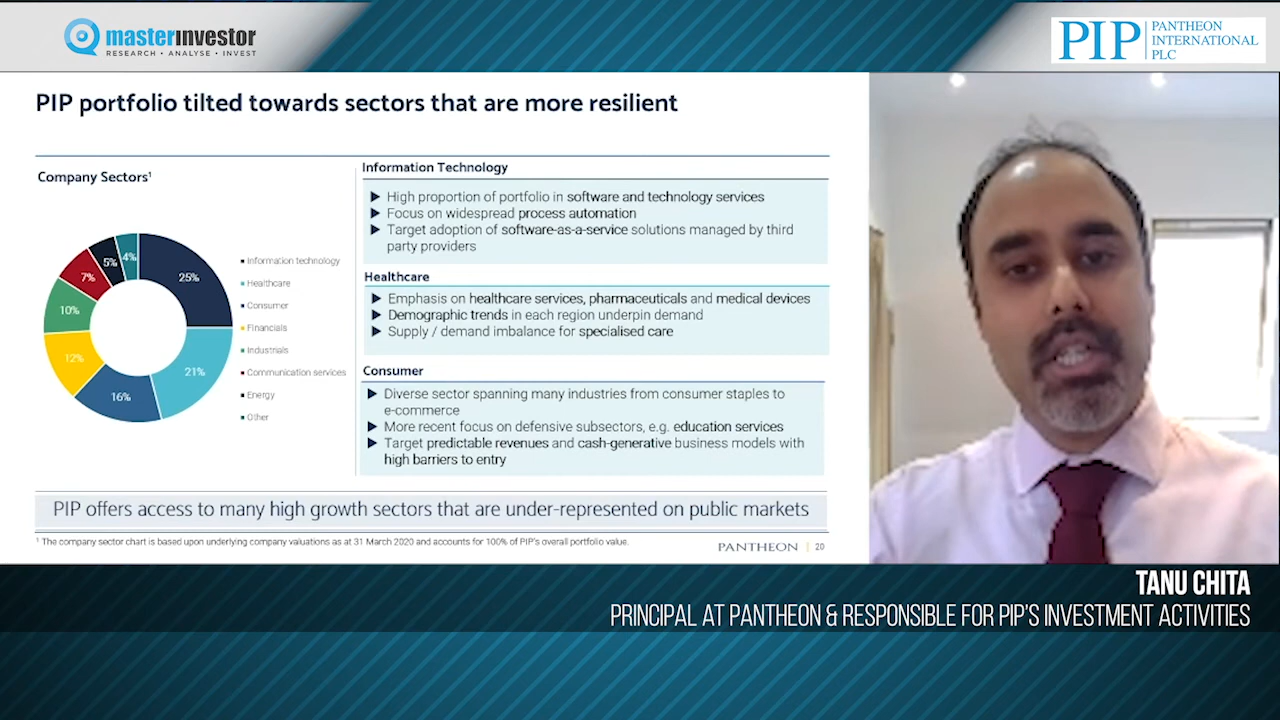 masterinvestor
RESEARCH • ANALYSE • INVEST
PIP
PANTHEON
INTERNATIONAL
PLC
PIP portfolio tilted towards sectors that are more resilient
Company Sectors¹
25%
21%
16%
12%
10%
7%
5%
4%
Information technology
Healthcare
Consumer
Financials
Industrials
Communication services
Energy
Other
Information Technology
▶ High proportion of portfolio in software and technology services
▶ Focus on widespread process automation
▶ Target adoption of software-as-a-service solutions managed by third
party providers
Healthcare
▶ Emphasis on healthcare services, pharmaceuticals and medical devices
▶ Demographic trends in each region underpin demand
▶ Supply / demand imbalance for specialised care
Consumer
▶ Diverse sector spanning many industries from consumer staples to
e-commerce
▶ More recent focus on defensive subsectors, e.g. education services
▶ Target predictable revenues and cash-generative business models with
high barriers to entry
PIP offers access to many high growth sectors that are under-represented on public markets
¹ The company sector chart is based upon underlying company valuations as at 31 March 2020 and accounts for 100% of PIP's overall portfolio value.
PANTHEON | 20
TANU CHITA
PRINCIPAL AT PANTHEON & RESPONSIBLE FOR PIP'S INVESTMENT ACTIVITIES